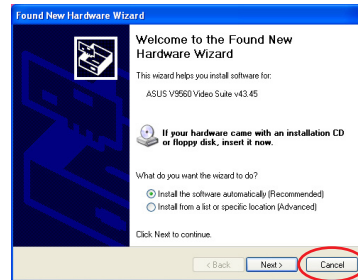 Found New Hardware Wizard
Welcome to the Found New
Hardware Wizard
This wizard helps you install software for:
ASUS V9560 Video Suite v43.45
If your hardware came with an installation CD
or floppy disk, insert it now.
What do you want the wizard to do?
Install the software automatically (Recommended)
Install from a list or specific location (Advanced)
Click Next to continue.
< Back Next > Cancel